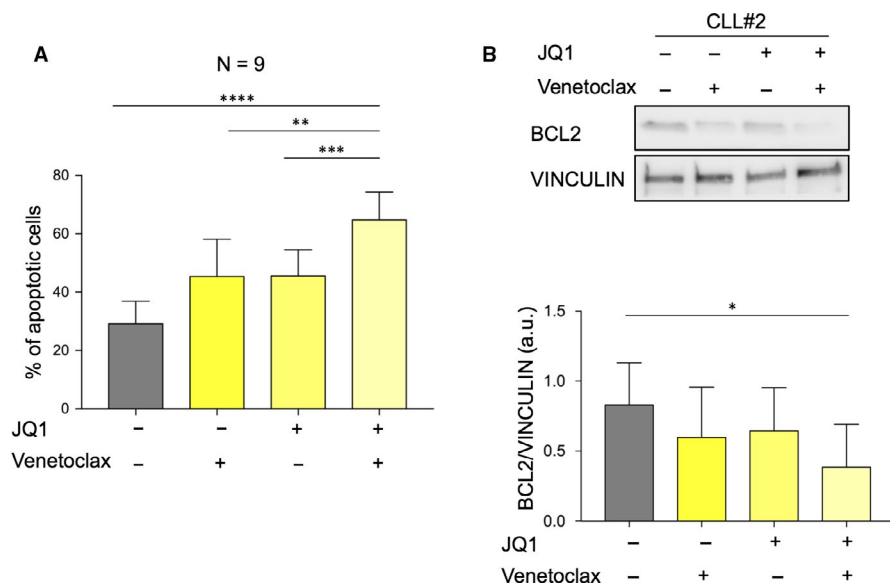 A
N = 9
****
**
***
% of apoptotic cells
80
60
40
20
0
JQ1 – – + +
Venetoclax – + – +
B
CLL#2
JQ1 – – + +
Venetoclax – + – +
BCL2
VINCULIN
*
BCL2/VINCULIN (a.u.)
1.5
1.0
0.5
0.0
JQ1 – – + +
Venetoclax – + – +